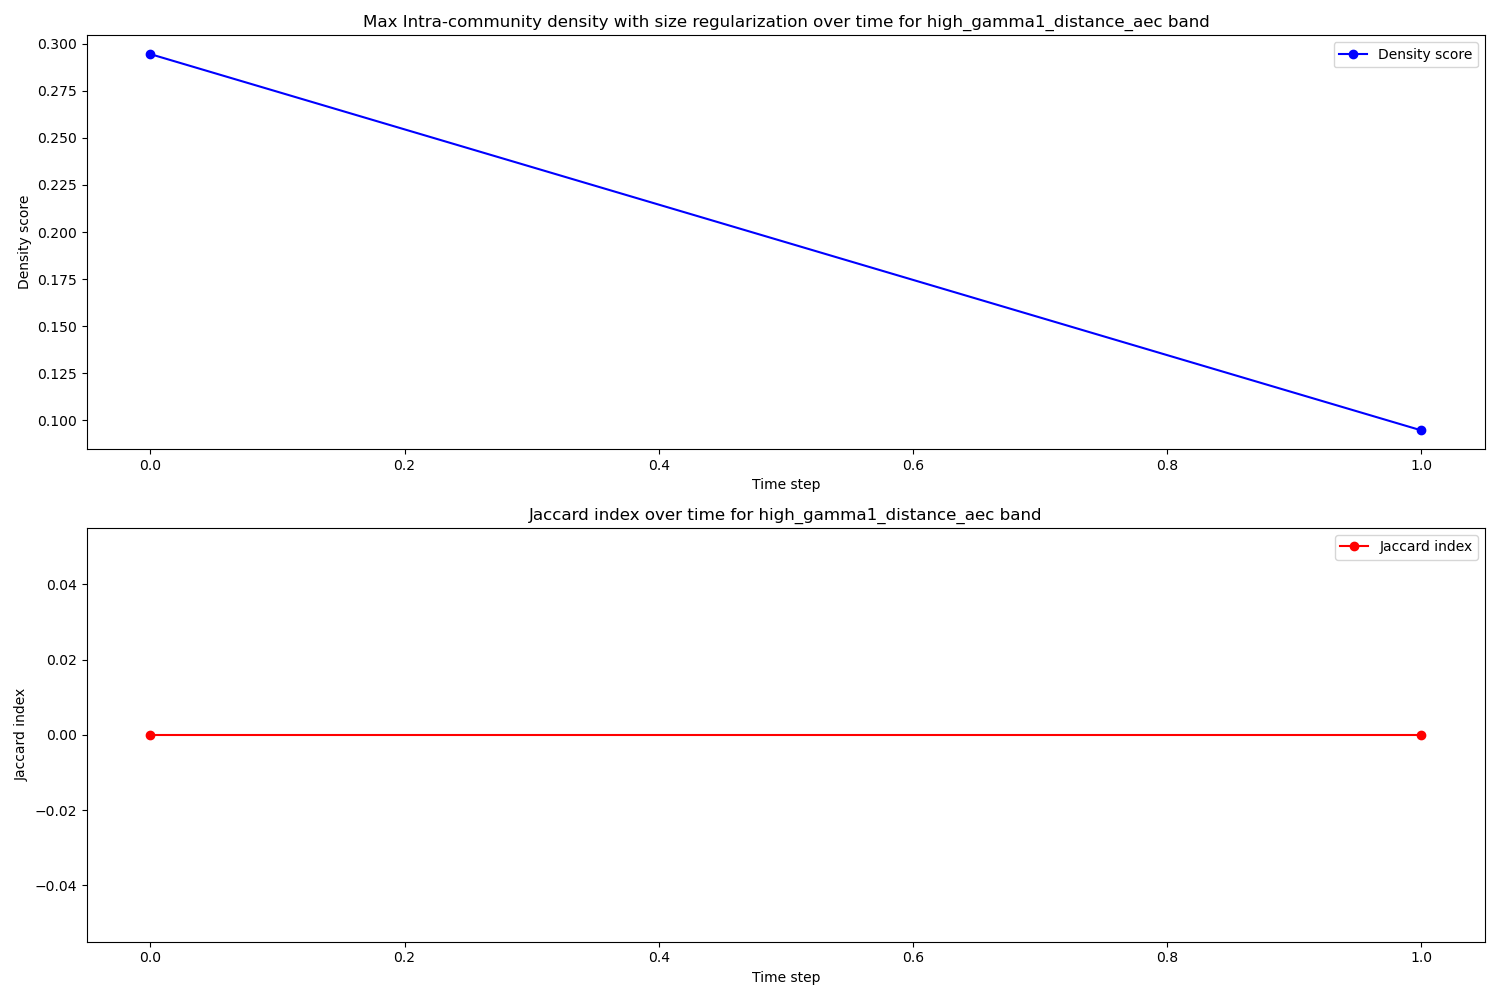 Max Intra-community density with size regularization over time for high_gamma1_distance_aec band
Density score
0.300
0.275
0.250
0.225
0.200
0.175
0.150
0.125
0.100
Density score
0.0 0.2 0.4 0.6 0.8 1.0
Time step
Jaccard index over time for high_gamma1_distance_aec band
Jaccard index
0.04
0.02
0.00
−0.02
−0.04
Jaccard index
0.0 0.2 0.4 0.6 0.8 1.0
Time step